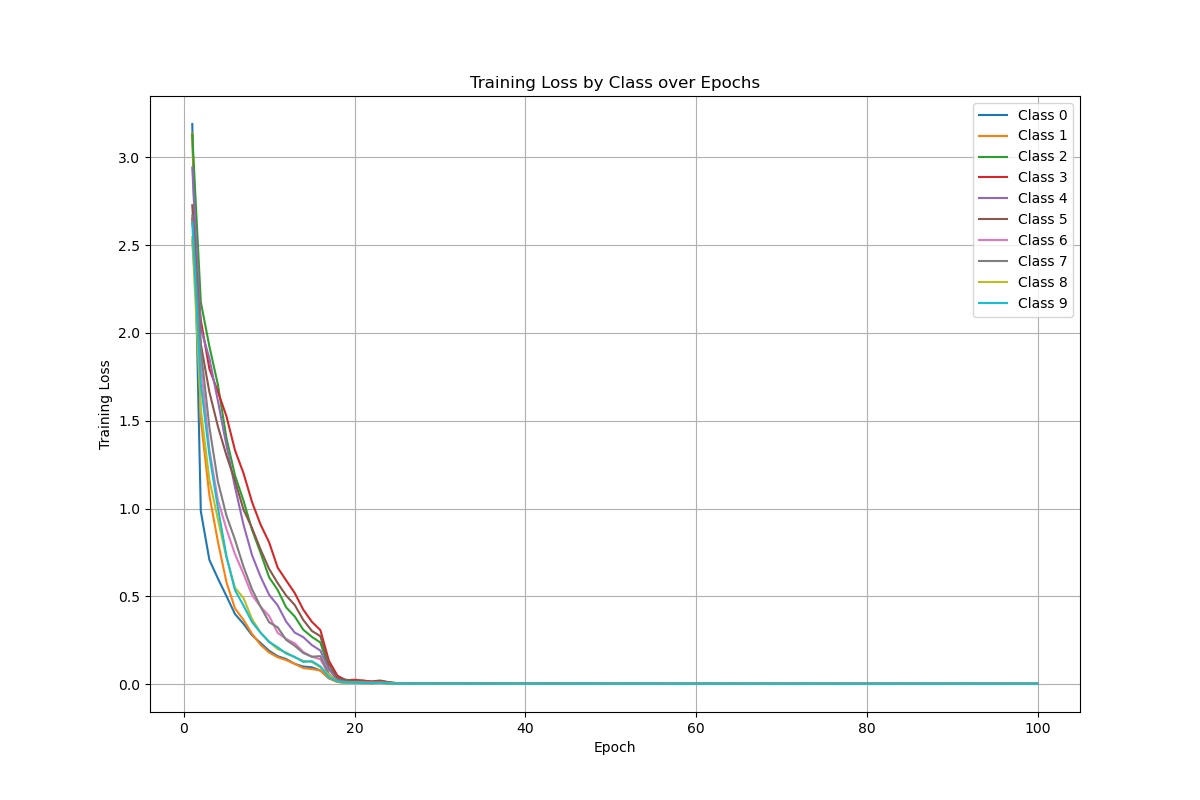 Training Loss by Class over Epochs
Training Loss
3.0
2.5
2.0
1.5
1.0
0.5
0.0
0 20 40 60 80 100
Epoch
Class 0
Class 1
Class 2
Class 3
Class 4
Class 5
Class 6
Class 7
Class 8
Class 9